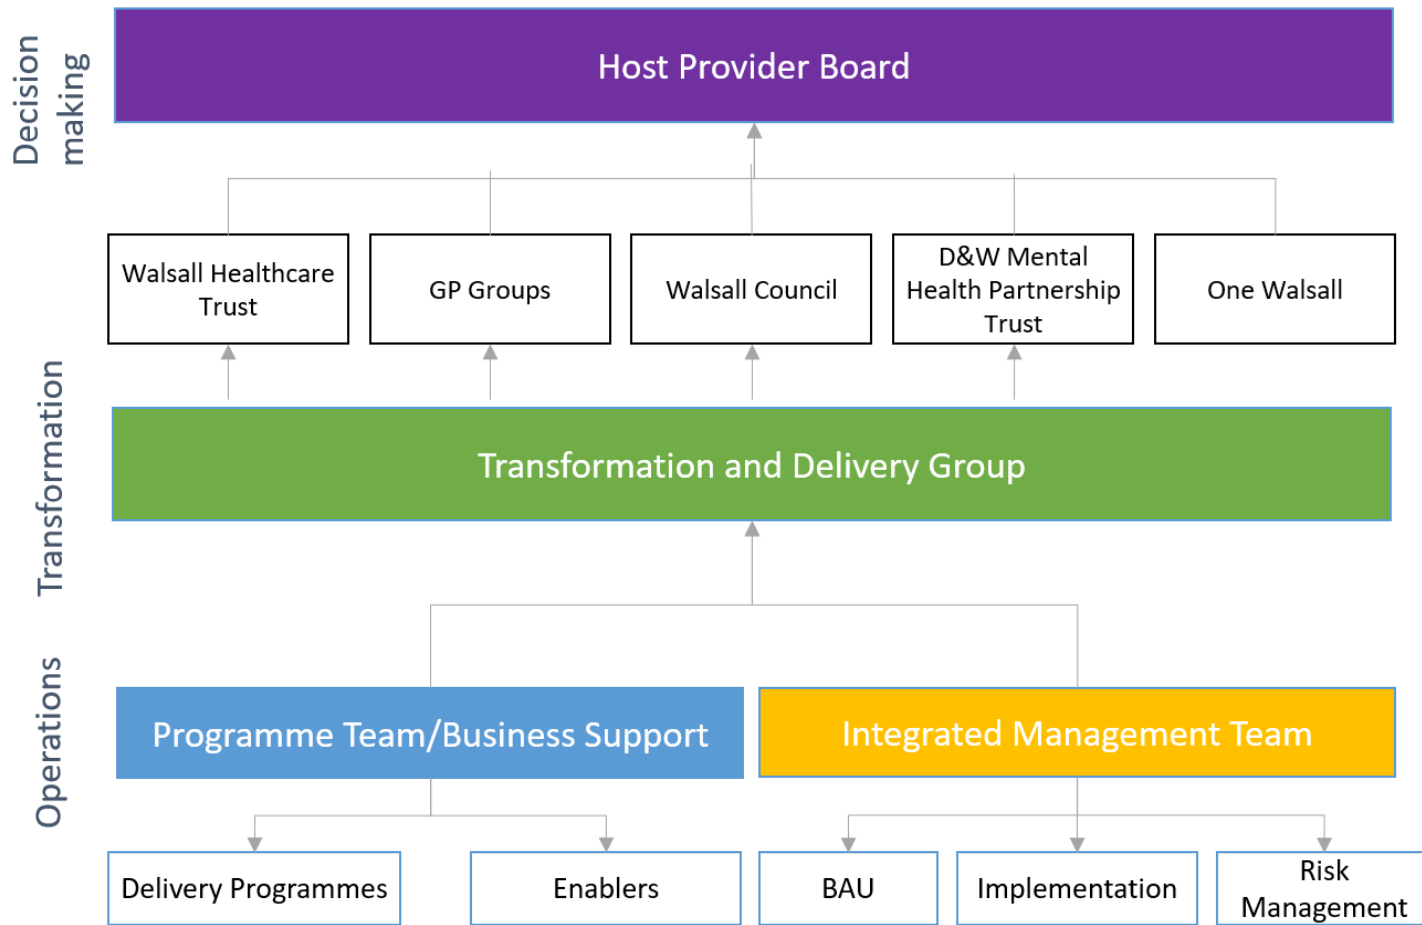 Decision
making
Host Provider Board
Walsall Healthcare
Trust
GP Groups
Walsall Council
D&W Mental
Health Partnership
Trust
One Walsall
Transformation
Transformation and Delivery Group
Operations
Programme Team/Business Support
Integrated Management Team
Delivery Programmes
Enablers
BAU
Implementation
Risk
Management